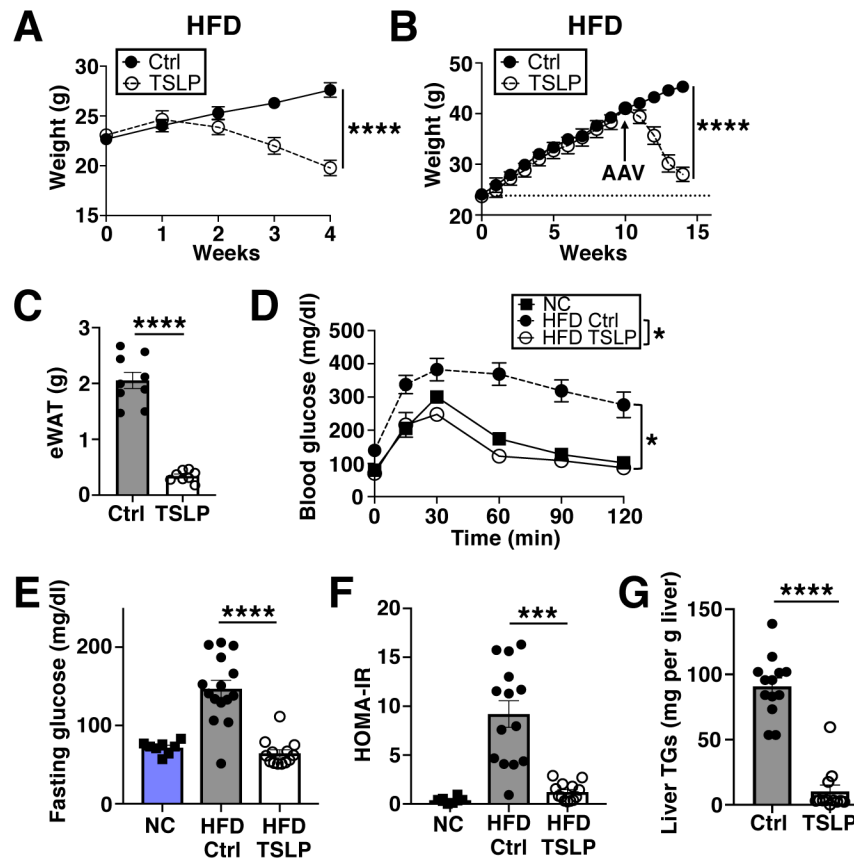 A
HFD
Ctrl
TSLP
Weight (g)
30
25
20
15
****
0 1 2 3 4
Weeks
B
HFD
Ctrl
TSLP
Weight (g)
50
40
30
20
AAV
****
0 5 10 15
Weeks
C
eWAT (g)
3
2
1
0
****
Ctrl TSLP
D
NC
HFD Ctrl
HFD TSLP
*
Blood glucose (mg/dl)
500
400
300
200
100
0
*
0 30 60 90 120
Time (min)
E
Fasting glucose (mg/dl)
200
100
0
****
NC HFD HFD
Ctrl TSLP
F
HOMA-IR
20
15
10
5
0
***
NC HFD HFD
Ctrl TSLP
G
Liver TGs (mg per g liver)
150
100
50
0
****
Ctrl TSLP